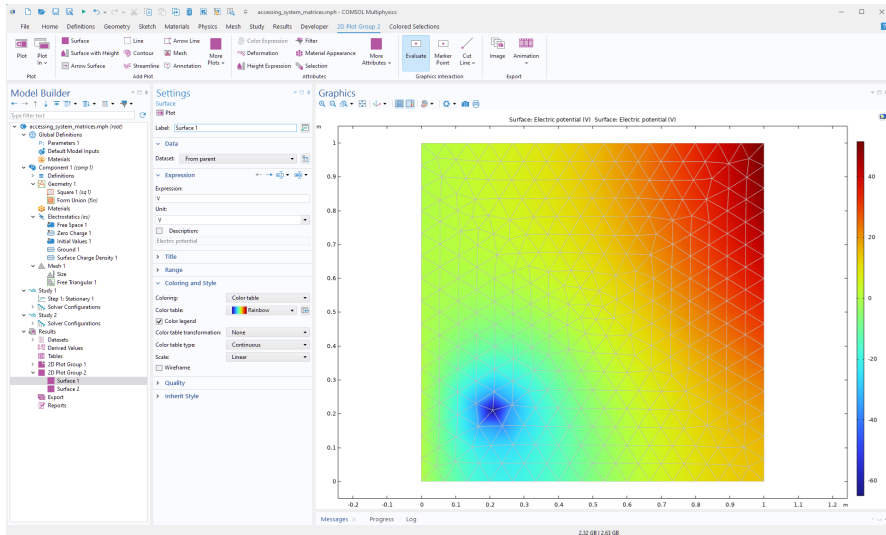 accessing_system_matrices.mph - COMSOL Multiphysics
File Home Definitions Geometry Sketch Materials Physics Mesh Study Results Developer 2D Plot Group 2 Colored Selections
Plot
Plot In
Surface
Surface with Height
Arrow Surface
Line
Contour
Streamline
Arrow Line
Mesh
Annotation
More Plots
Color Expression
Deformation
Height Expression
Filter
Material Appearance
Selection
More Attributes
Evaluate
Marker Point
Cut Line
Image
Animation
Plot Add Plot Attributes Graphics Interaction Export
Model Builder
Type filter text
accessing_system_matrices.mph (root)
Global Definitions
Parameters 1
Default Model Inputs
Materials
Component 1 (comp 1)
Definitions
Geometry 1
Square 1 (sq1)
Form Union (fin)
Materials
Electrostatics (es)
Free Space 1
Zero Charge 1
Initial Values 1
Ground 1
Surface Charge Density 1
Mesh 1
Size
Free Triangular 1
Study 1
Step 1: Stationary 1
Solver Configurations
Study 2
Solver Configurations
Results
Datasets
Derived Values
Tables
2D Plot Group 1
2D Plot Group 2
Surface 1
Surface 2
Export
Reports
Settings
Surface
Plot
Label: Surface 1
Data
Dataset: From parent
Expression
Expression:
V
Unit:
V
Description:
Electric potential
Title
Range
Coloring and Style
Coloring: Color table
Color table: Rainbow
Color legend
Color table transformation: None
Color table type: Continuous
Scale: Linear
Wireframe
Quality
Inherit Style
Graphics
Surface: Electric potential (V) Surface: Electric potential (V)
m
1
0.9
0.8
0.7
0.6
0.5
0.4
0.3
0.2
0.1
0
-0.2 -0.1 0 0.1 0.2 0.3 0.4 0.5 0.6 0.7 0.8 0.9 1 1.1 1.2 m
40
20
0
-20
-40
-60
Messages Progress Log
2.32 GB | 2.63 GB